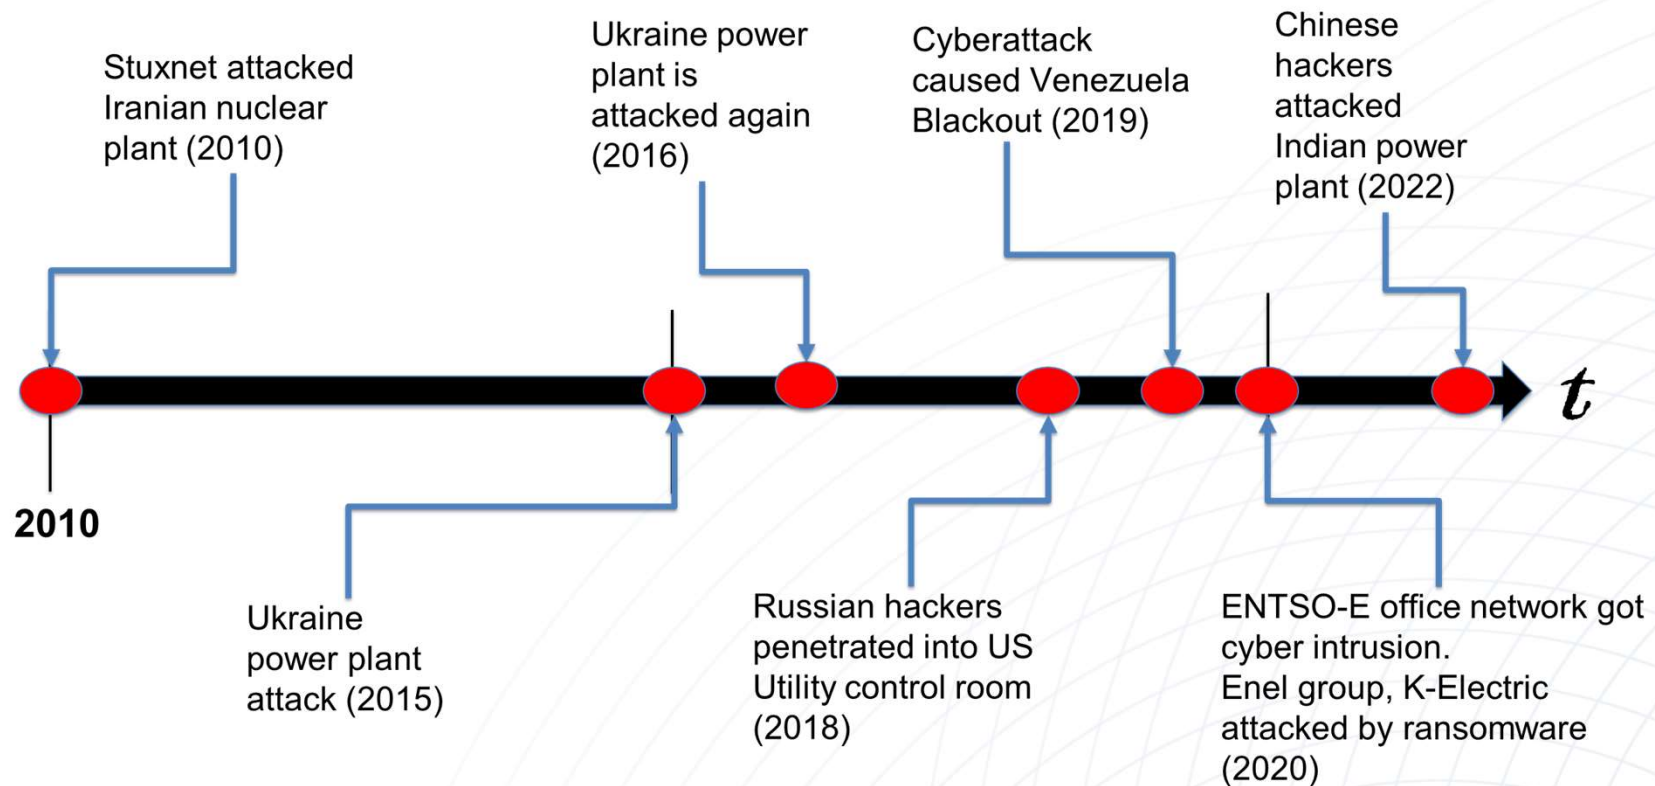 Stuxnet attacked
Iranian nuclear
plant (2010)
Ukraine power
plant is
attacked again
(2016)
Cyberattack
caused Venezuela
Blackout (2019)
Chinese
hackers
attacked
Indian power
plant (2022)
t
2010
Ukraine
power plant
attack (2015)
Russian hackers
penetrated into US
Utility control room
(2018)
ENTSO-E office network got
cyber intrusion.
Enel group, K-Electric
attacked by ransomware
(2020)